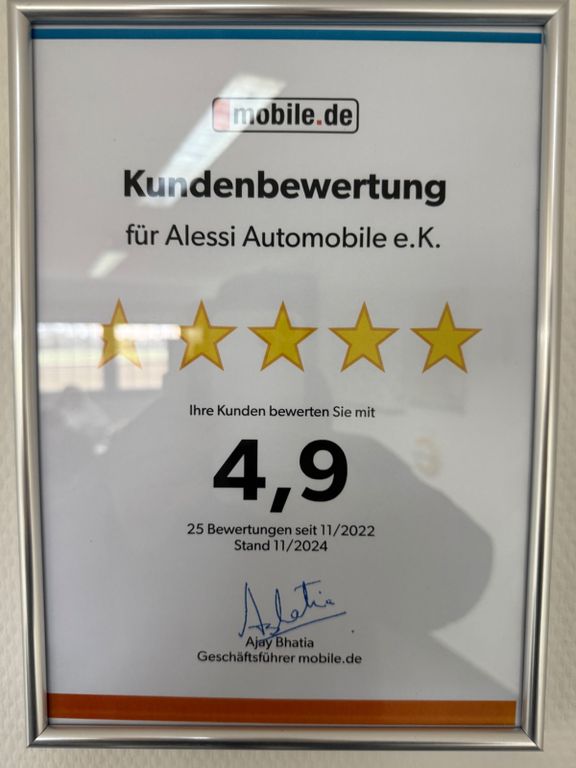 mobile.de
Kundenbewertung
für Alessi Automobile e.K.
Ihre Kunden bewerten Sie mit
4,9
25 Bewertungen seit 11/2022
Stand 11/2024
Ajay Bhatia
Geschäftsführer mobile.de